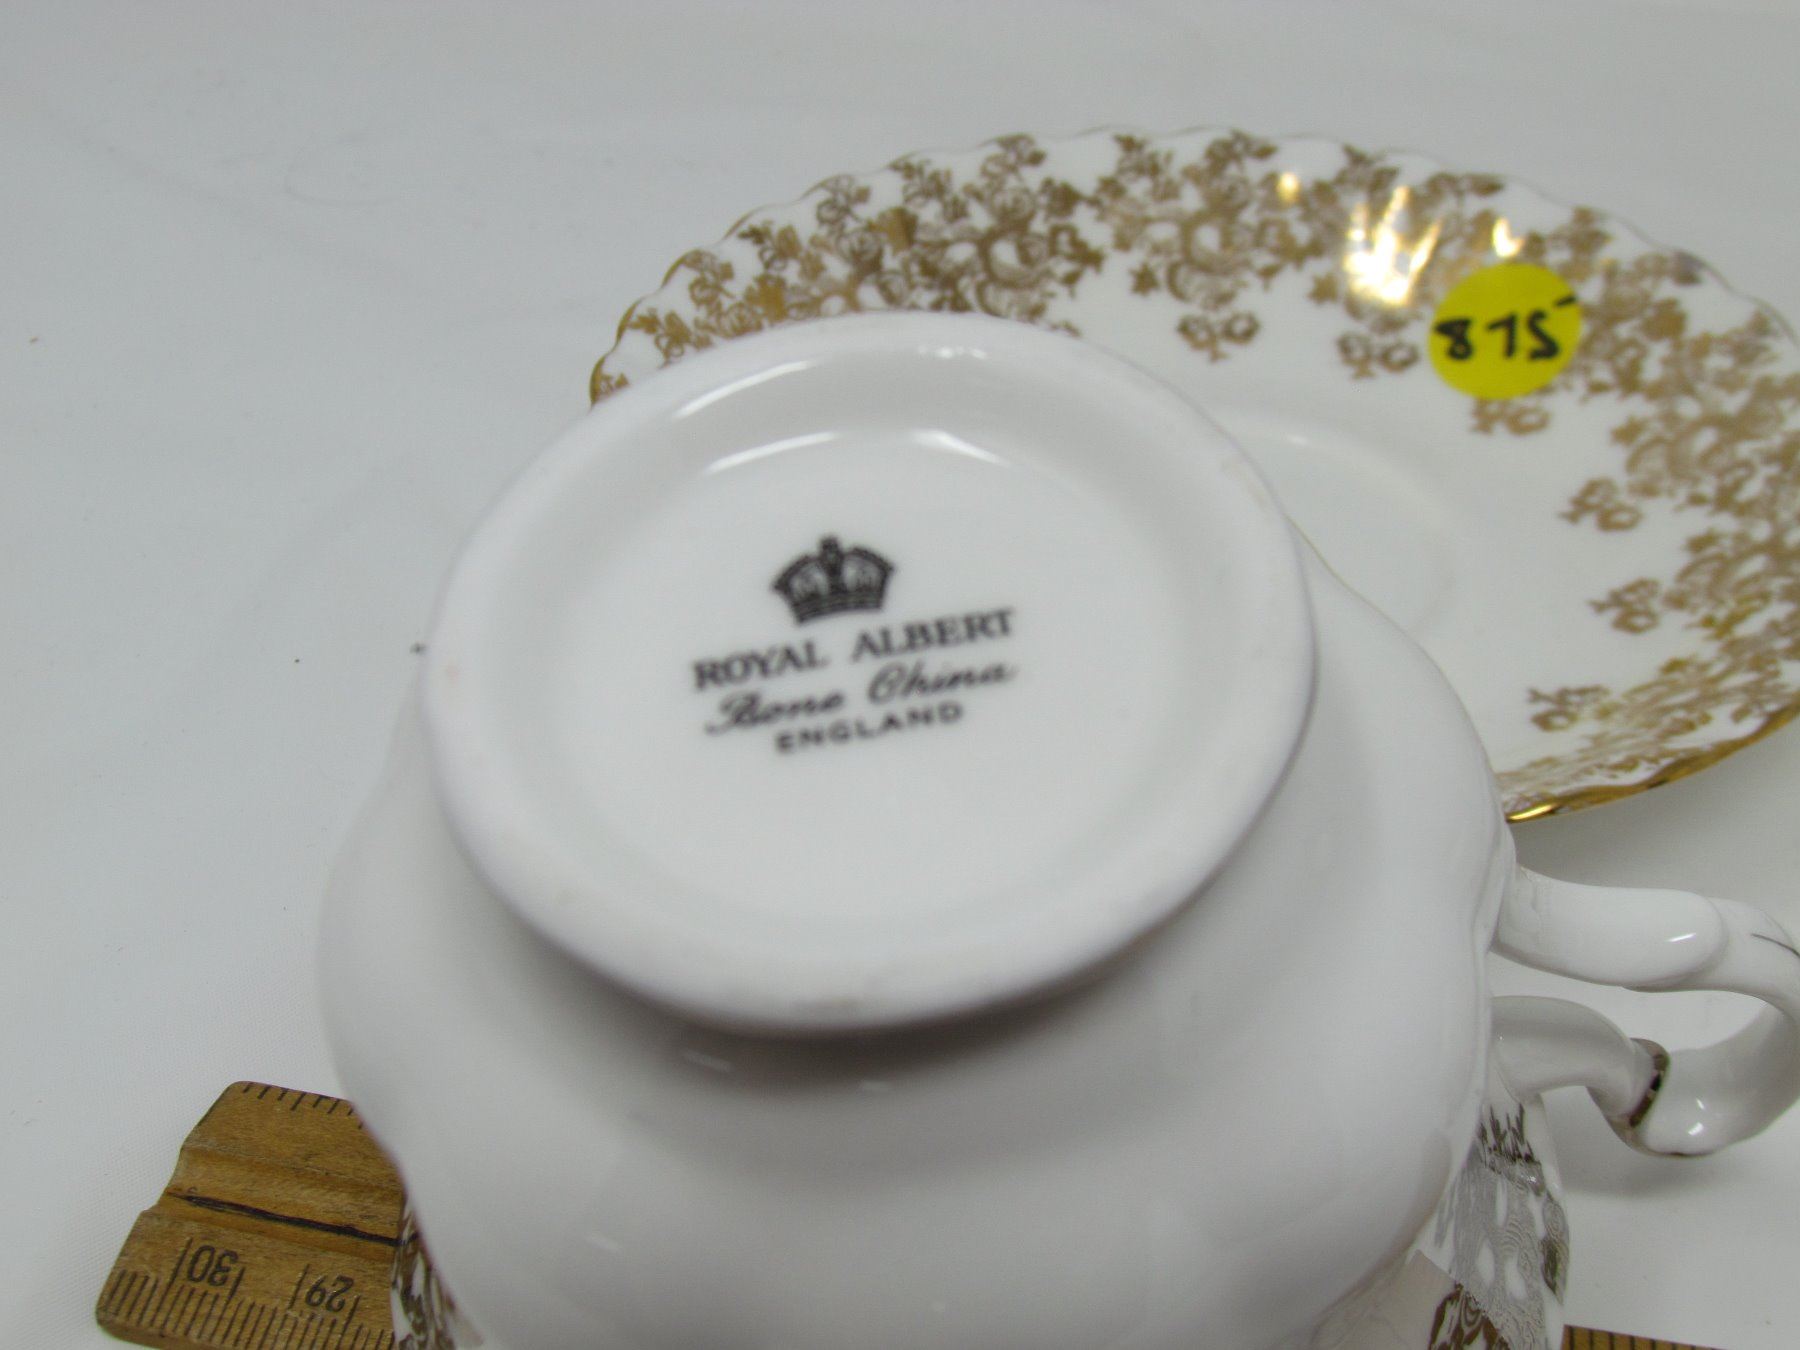 875
ROYAL ALBERT
Bone China
ENGLAND
30
29